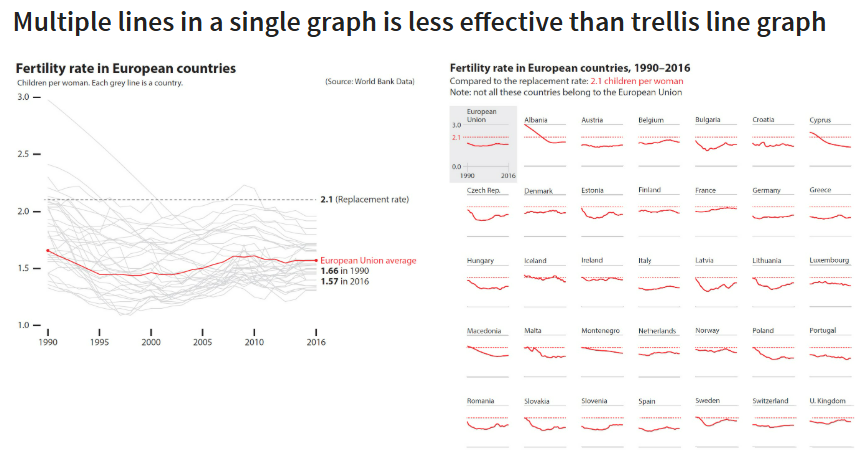 Multiple lines in a single graph is less effective than trellis line graph
Fertility rate in European countries
Children per woman. Each grey line is a country.
(Source: World Bank Data)
3.0
2.5
2.0
1.5
1.0
2.1 (Replacement rate)
European Union average
1.66 in 1990
1.57 in 2016
1990 1995 2000 2005 2010 2016
Fertility rate in European countries, 1990–2016
Compared to the replacement rate: 2.1 children per woman
Note: not all these countries belong to the European Union
European
Union
Albania Austria Belgium Bulgaria Croatia Cyprus
3.0
2.1
0.0
1990 2016
Czech Rep. Denmark Estonia Finland France Germany Greece
Hungary Iceland Ireland Italy Latvia Lithuania Luxembourg
Macedonia Malta Montenegro Netherlands Norway Poland Portugal
Romania Slovakia Slovenia Spain Sweden Switzerland U. Kingdom